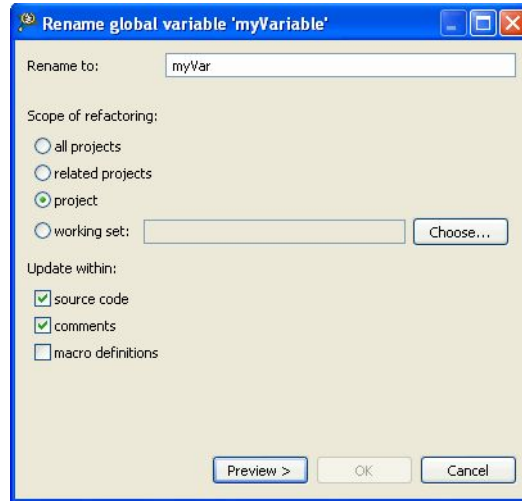 Rename global variable 'myVariable'
Rename to: myVar
Scope of refactoring:
all projects
related projects
project
working set: Choose...
Update within:
source code
comments
macro definitions
Preview > OK Cancel